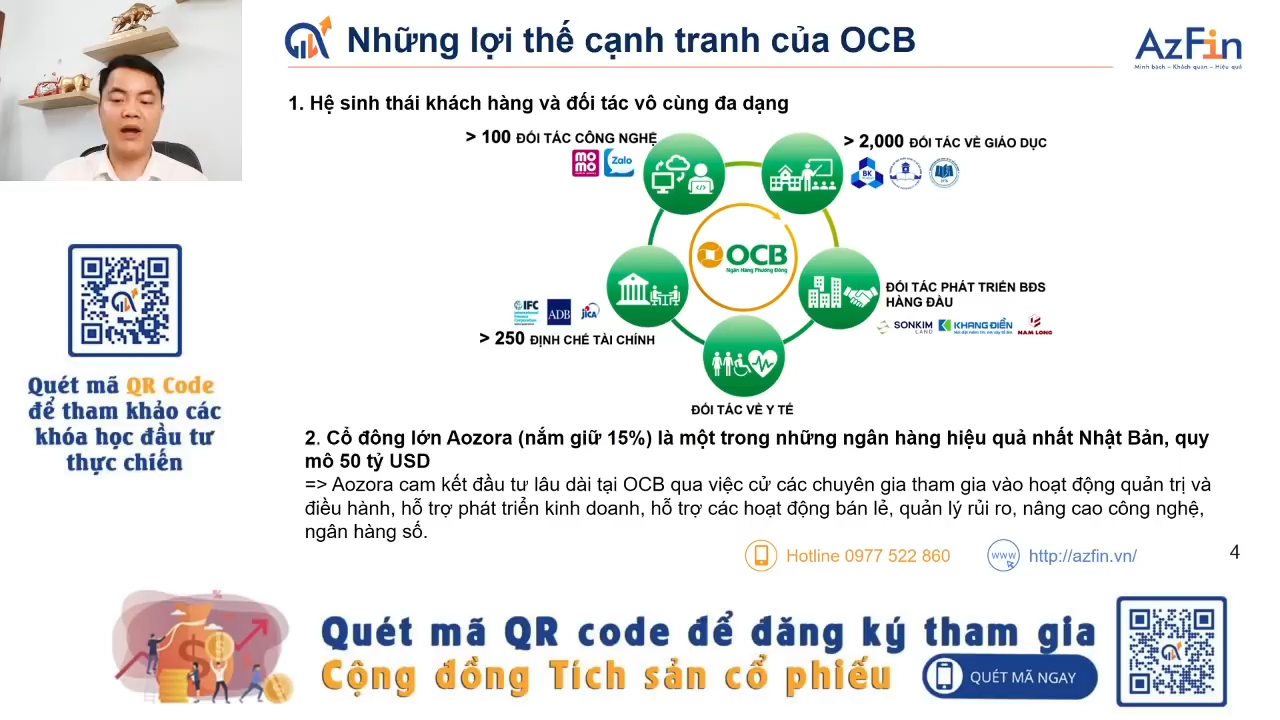 Những lợi thế cạnh tranh của OCB
AzFin
Minh bạch – Khách quan – Hiệu quả
1. Hệ sinh thái khách hàng và đối tác vô cùng đa dạng
> 100 ĐỐI TÁC CÔNG NGHỆ
mo
mo
Zalo
> 2,000 ĐỐI TÁC VỀ GIÁO DỤC
BK
OCB
Ngân Hàng Phương Đông
ĐỐI TÁC PHÁT TRIỂN BĐS
HÀNG ĐẦU
SONKIM
LAND
KHANG ĐIỀN
NAM LONG
IFC
International
Finance
Corporation
ADB
jICA
> 250 ĐỊNH CHẾ TÀI CHÍNH
ĐỐI TÁC VỀ Y TẾ
2. Cổ đông lớn Aozora (nắm giữ 15%) là một trong những ngân hàng hiệu quả nhất Nhật Bản, quy
mô 50 tỷ USD
=> Aozora cam kết đầu tư lâu dài tại OCB qua việc cử các chuyên gia tham gia vào hoạt động quản trị và
điều hành, hỗ trợ phát triển kinh doanh, hỗ trợ các hoạt động bán lẻ, quản lý rủi ro, nâng cao công nghệ,
ngân hàng số.
Hotline 0977 522 860
www
http://azfin.vn/
4
Quét mã QR Code
để tham khảo các
khóa học đầu tư
thực chiến
Quét mã QR code để đăng ký tham gia
Cộng đồng Tích sản cổ phiếu
QUÉT MÃ NGAY